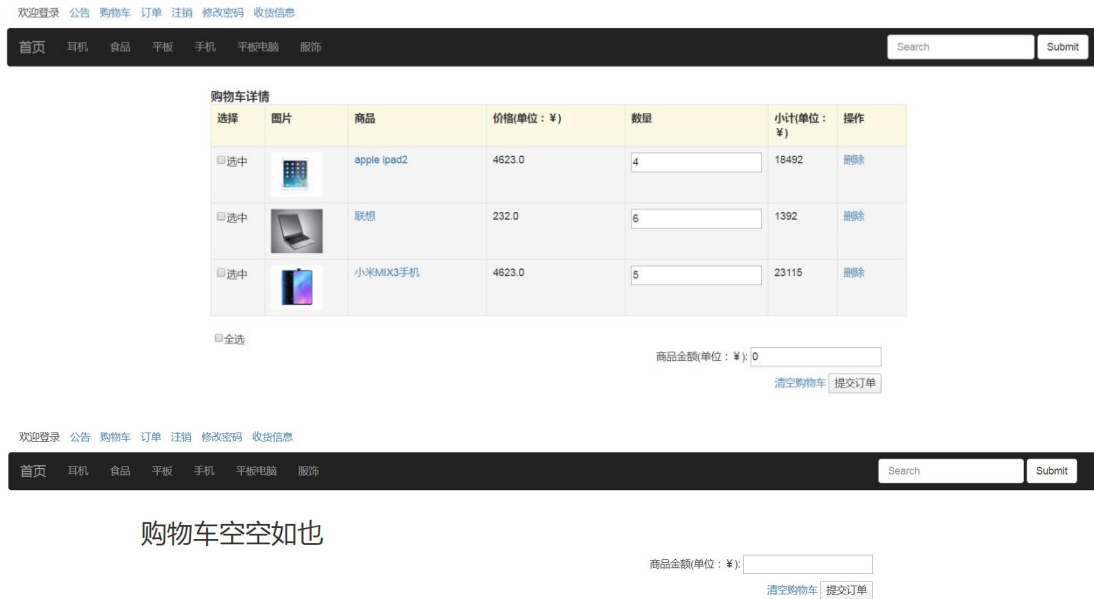 欢迎登录 公告 购物车 订单 注销 修改密码 收货信息
首页 耳机 食品 平板 手机 平板电脑 服饰 Search Submit
购物车详情
选择 图片 商品 价格(单位：¥) 数量 小计(单位：¥) 操作
选中 apple ipad2 4623.0 4 18492 删除
选中 联想 232.0 6 1392 删除
选中 小米MIX3手机 4623.0 5 23115 删除
全选
商品金额(单位：¥): 0
清空购物车 提交订单
欢迎登录 公告 购物车 订单 注销 修改密码 收货信息
首页 耳机 食品 平板 手机 平板电脑 服饰 Search Submit
购物车空空如也
商品金额(单位：¥):
清空购物车 提交订单